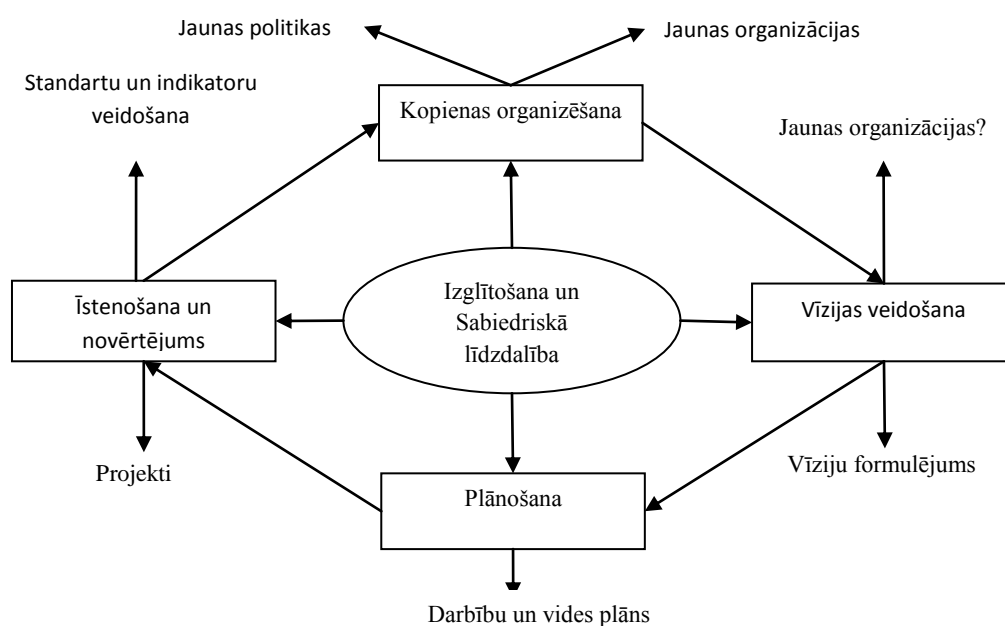 Jaunas politikas
Jaunas organizācijas
Standartu un indikatoru
veidošana
Kopienas organizēšana
Jaunas organizācijas?
Īstenošana un
novērtējums
Izglītošana un
Sabiedriskā
līdzdalība
Vīzijas veidošana
Projekti
Plānošana
Vīziju formulējums
Darbību un vides plāns